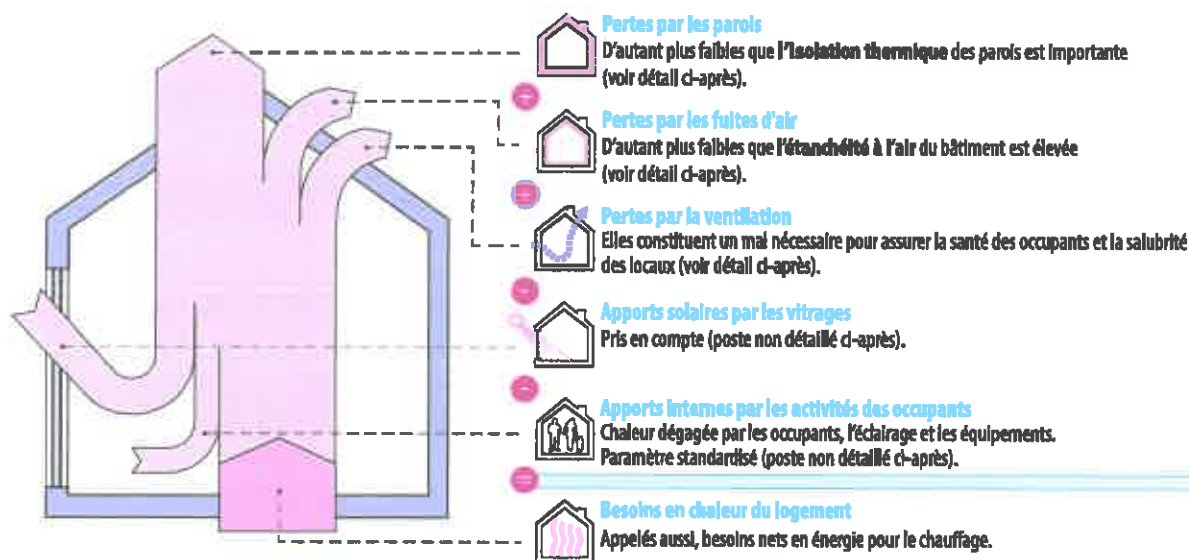 Pertes par les parois
D'autant plus faibles que l'isolation thermique des parois est importante
(voir détail ci-après).
+
Pertes par les fuites d'air
D'autant plus faibles que l'étanchéité à l'air du bâtiment est élevée
(voir détail ci-après).
Pertes par la ventilation
Elles constituent un mal nécessaire pour assurer la santé des occupants et la salubrité
des locaux (voir détail ci-après).
-
Apports solaires par les vitrages
Pris en compte (poste non détaillé ci-après).
-
Apports internes par les activités des occupants
Chaleur dégagée par les occupants, l'éclairage et les équipements.
Paramètre standardisé (poste non détaillé ci-après).
=
Besoins en chaleur du logement
Appelés aussi, besoins nets en énergie pour le chauffage.